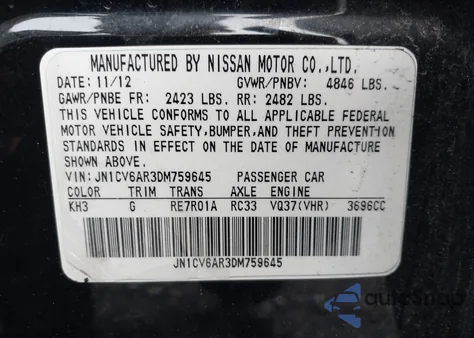 MANUFACTURED BY NISSAN MOTOR CO.,LTD.
DATE: 11/12 GVWR/PNBV: 4846 LBS.
GAWR/PNBE FR: 2423 LBS. RR: 2482 LBS.
THIS VEHICLE CONFORMS TO ALL APPLICABLE FEDERAL
MOTOR VEHICLE SAFETY,BUMPER,AND THEFT PREVENTION
STANDARDS IN EFFECT ON THE DATE OF MANUFACTURE
SHOWN ABOVE.
VIN: JN1CV6AR3DM759645 PASSENGER CAR
COLOR TRIM TRANS AXLE ENGINE
KH3 G RE7R01A RC33 VQ37(VHR) 3696CC
JN1CV6AR3DM759645
autoSnap